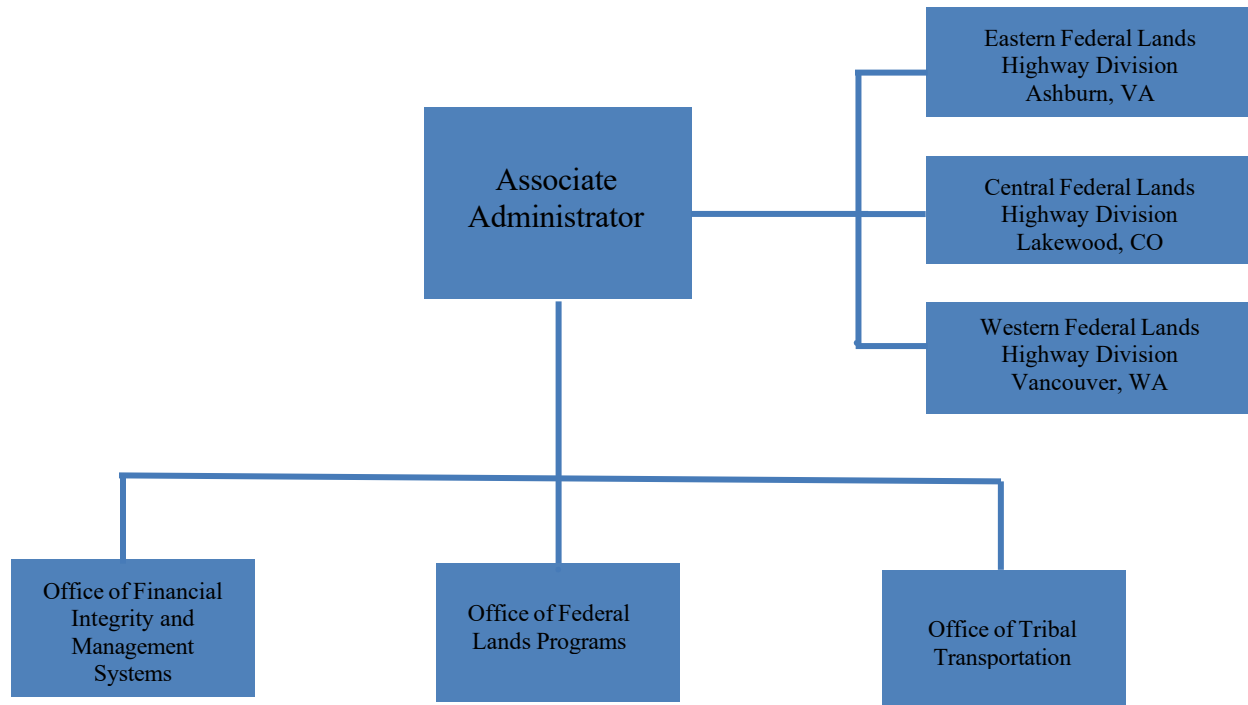 Eastern Federal Lands
Highway Division
Ashburn, VA
Associate
Administrator
Central Federal Lands
Highway Division
Lakewood, CO
Western Federal Lands
Highway Division
Vancouver, WA
Office of Financial
Integrity and
Management
Systems
Office of Federal
Lands Programs
Office of Tribal
Transportation